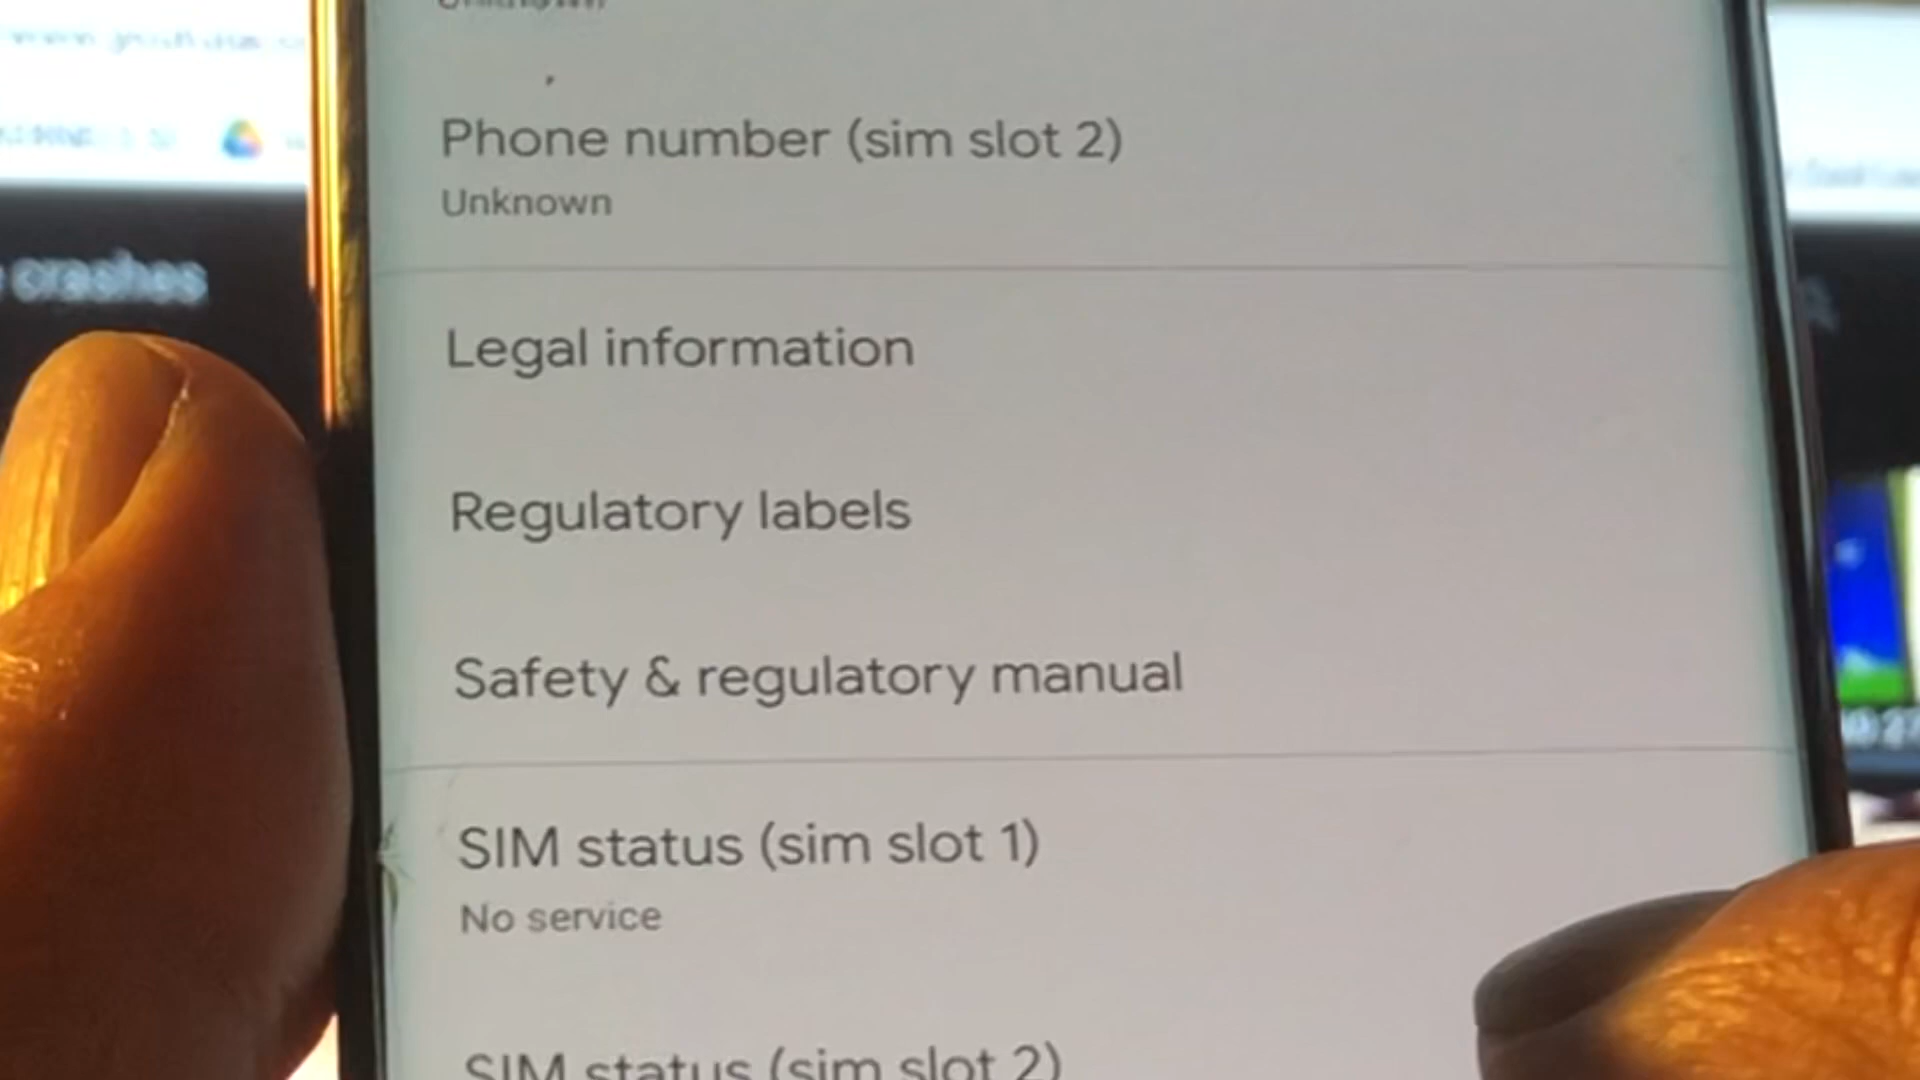 Unknown
Phone number (sim slot 2)
Unknown
Legal information
Regulatory labels
Safety & regulatory manual
SIM status (sim slot 1)
No service
SIM status (sim slot 2)
crashes